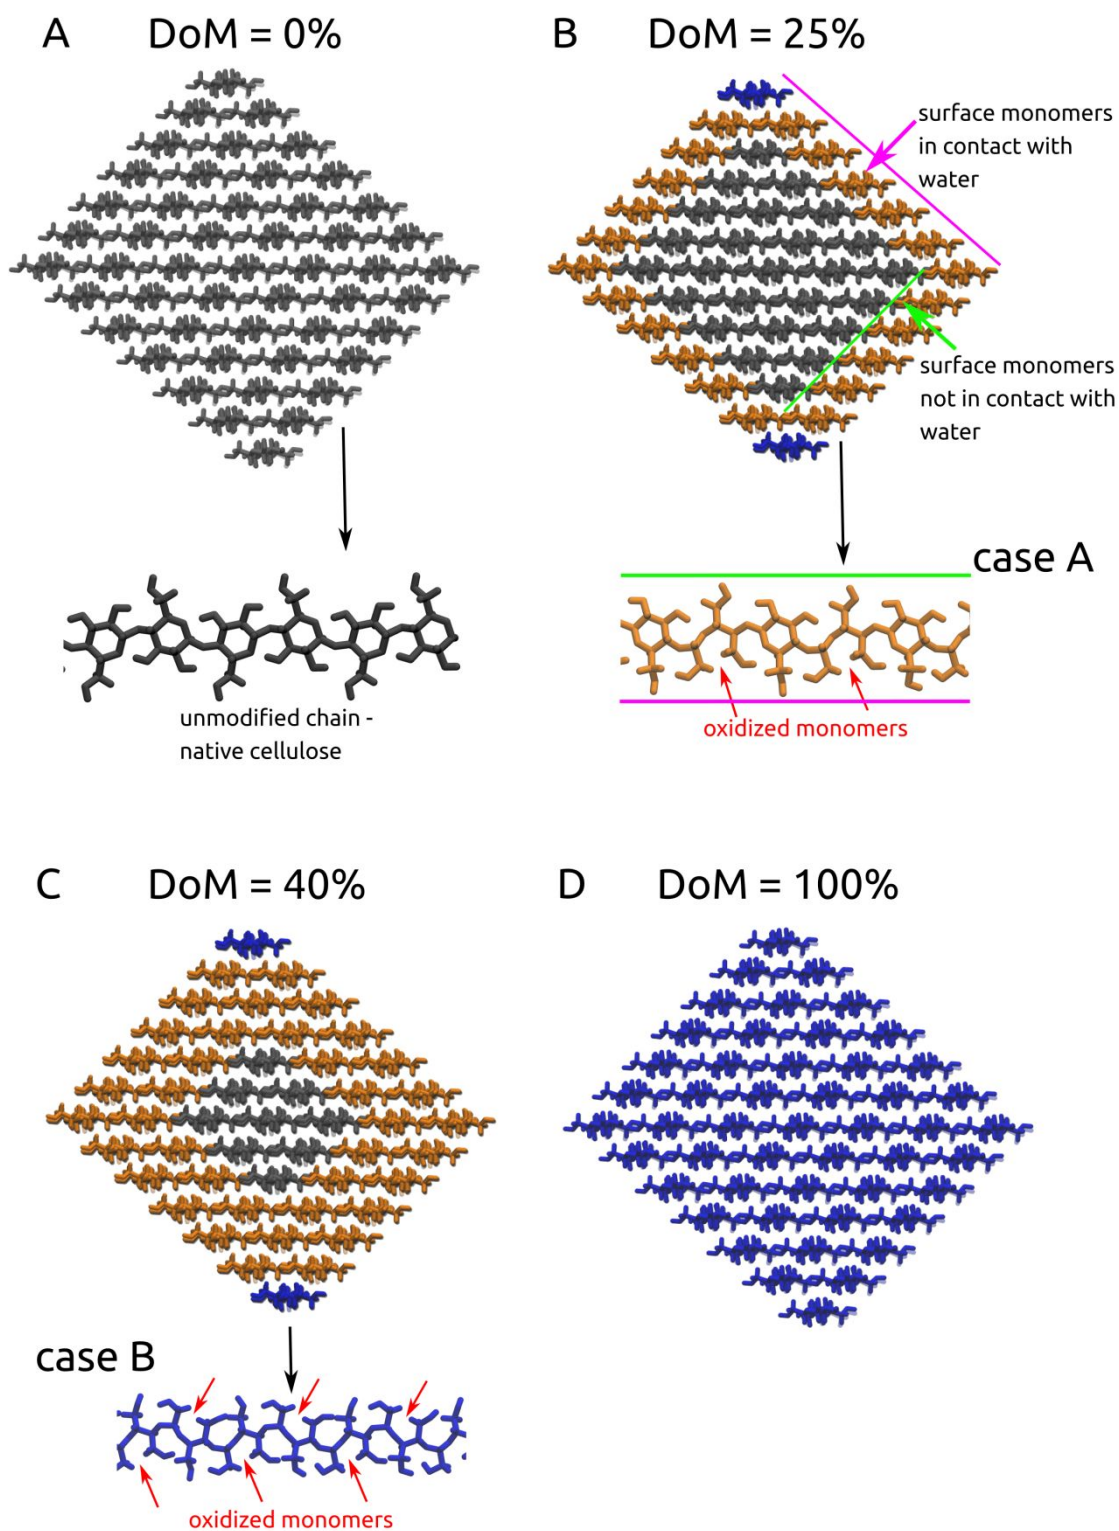 A DoM = 0%
B DoM = 25%
surface monomers
in contact with
water
surface monomers
not in contact with
water
unmodified chain -
native cellulose
case A
oxidized monomers
C DoM = 40%
D DoM = 100%
case B
oxidized monomers